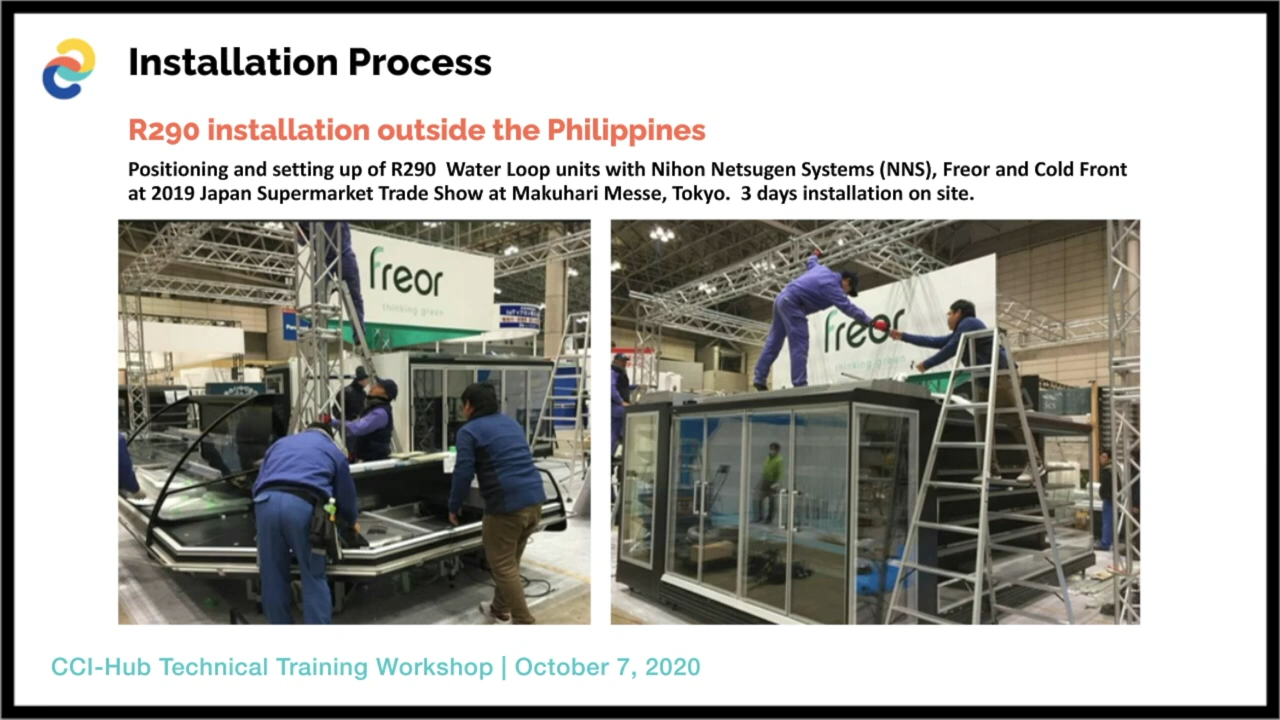 Installation Process
R290 installation outside the Philippines
Positioning and setting up of R290  Water Loop units with Nihon Netsugen Systems (NNS), Freor and Cold Front
at 2019 Japan Supermarket Trade Show at Makuhari Messe, Tokyo.  3 days installation on site.
freor
thinking green
freor
thinking green
CCI-Hub Technical Training Workshop | October 7, 2020